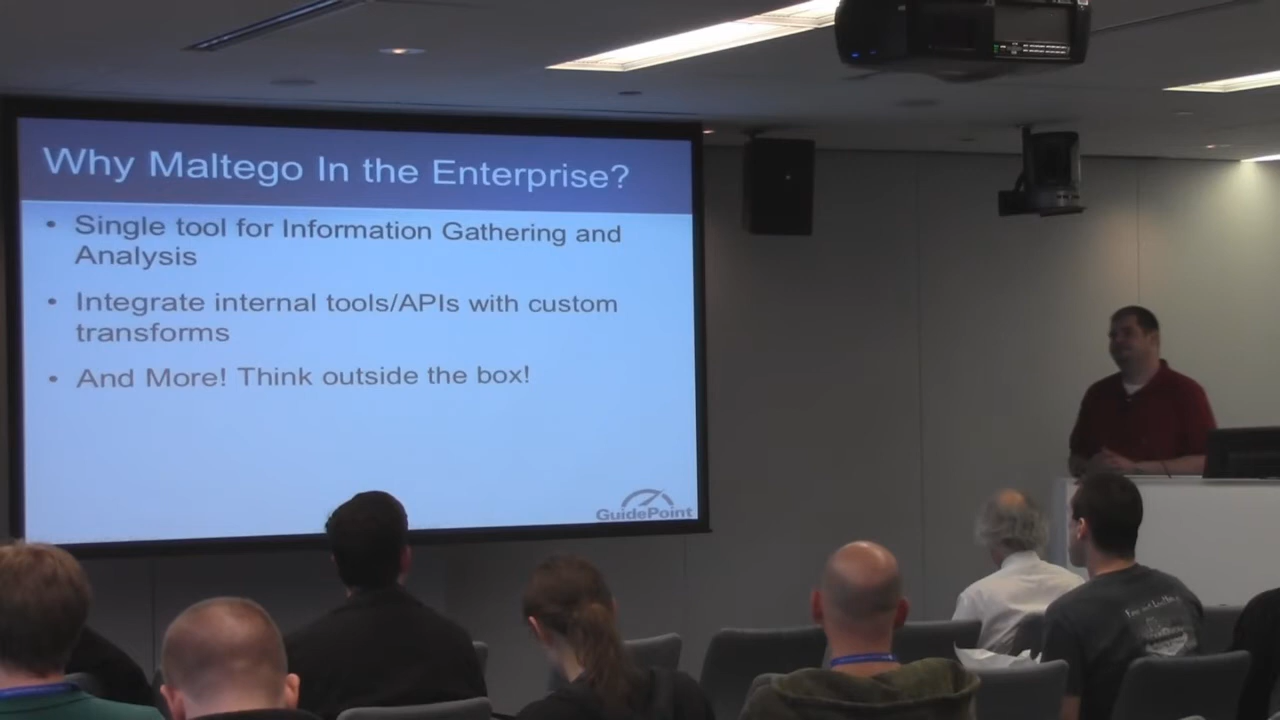 Why Maltego In the Enterprise?
• Single tool for Information Gathering and
Analysis
• Integrate internal tools/APIs with custom
transforms
• And More! Think outside the box!
GuidePoint